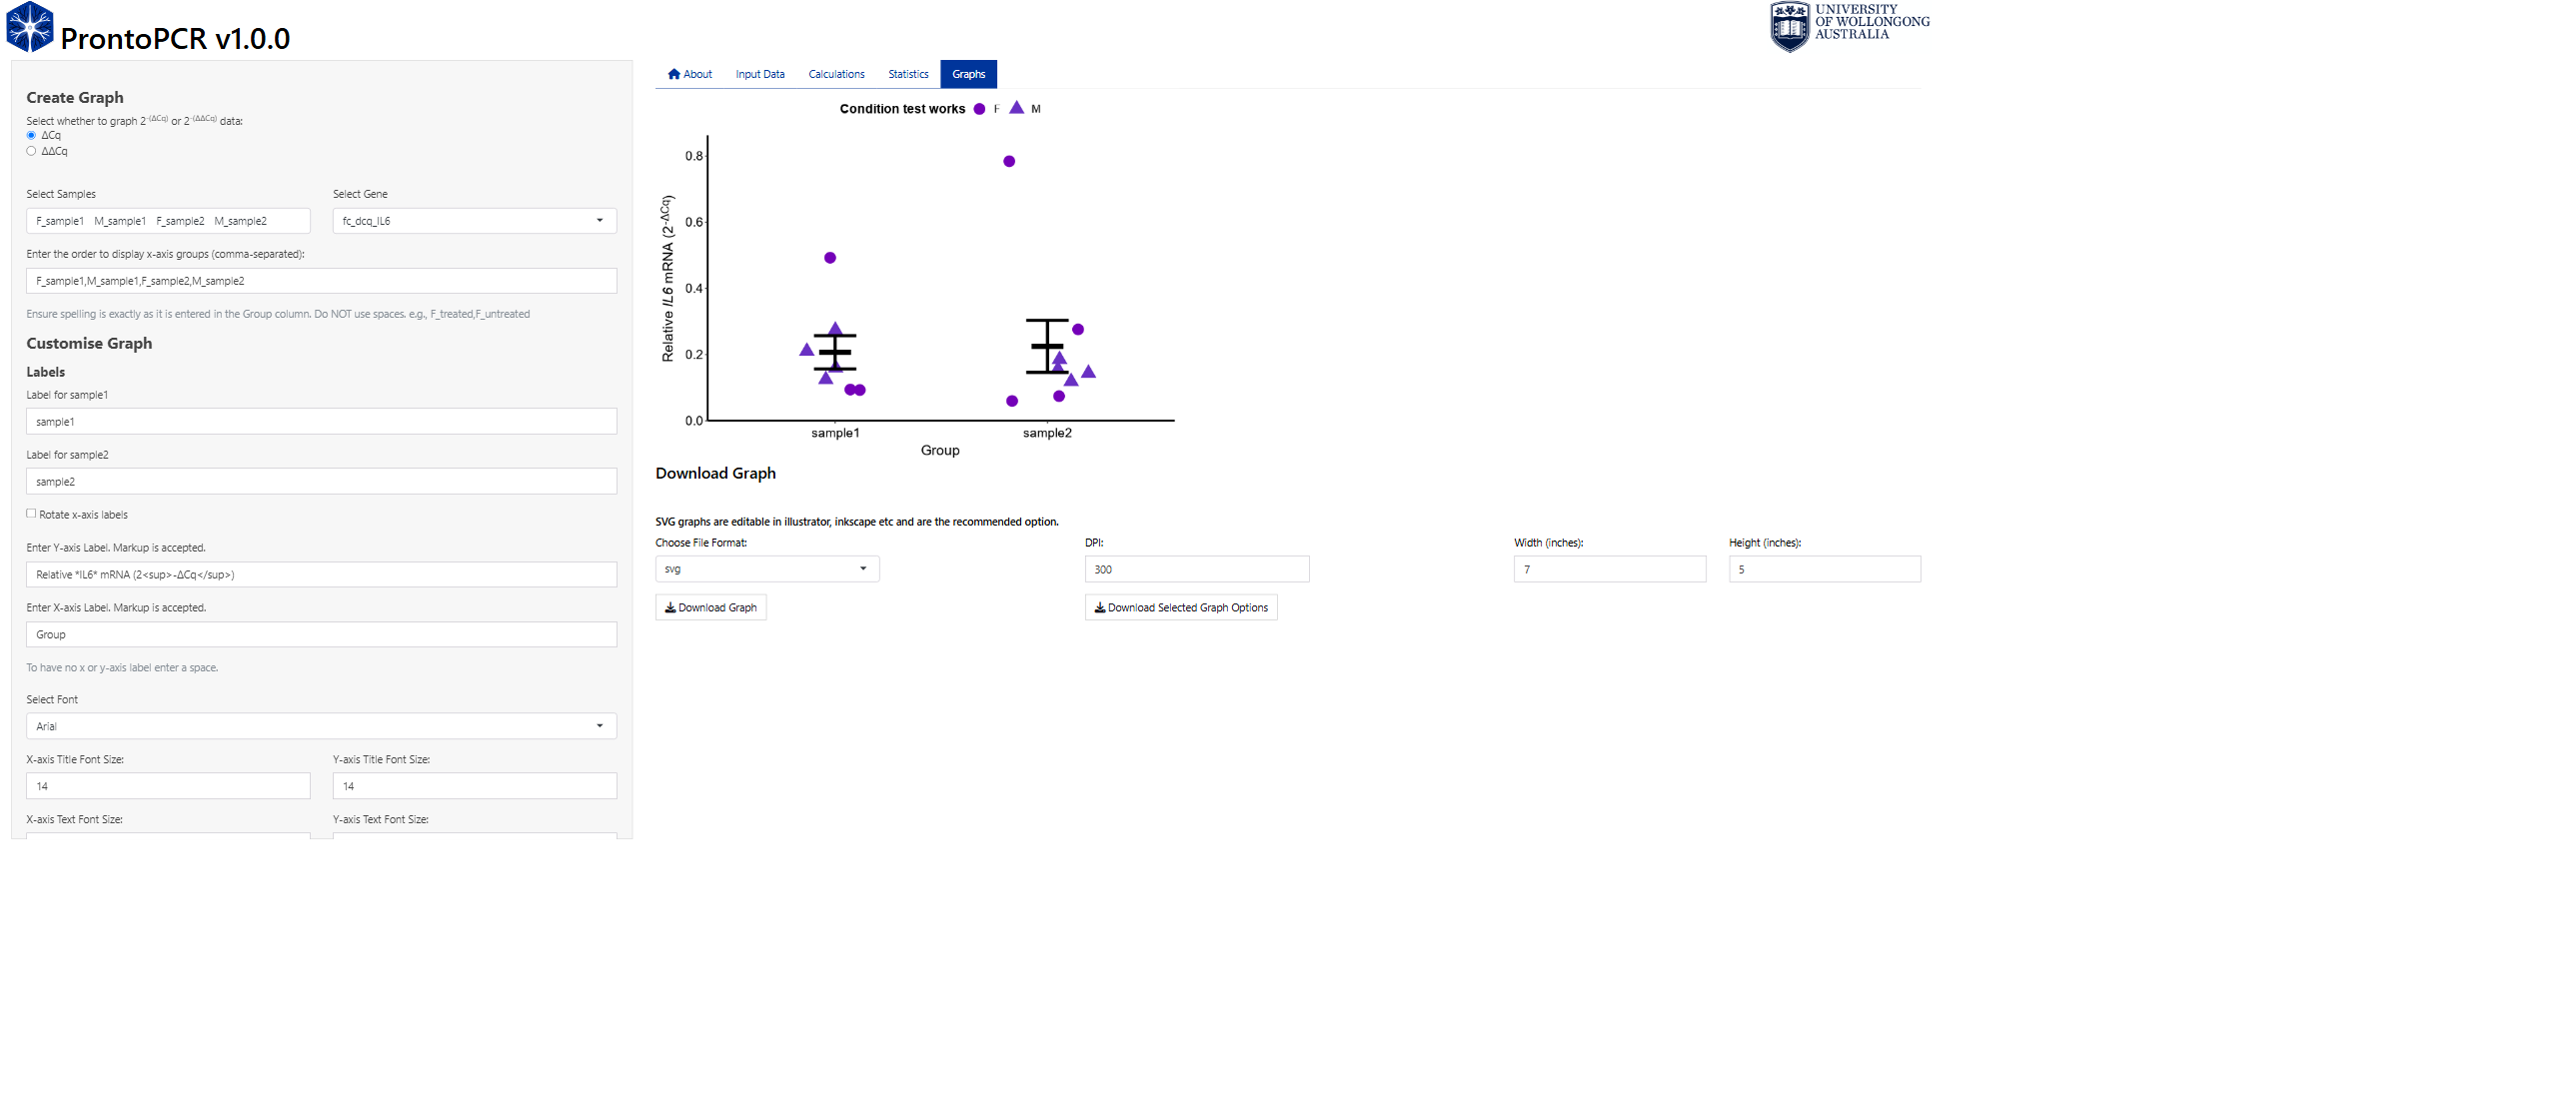 ProntoPCR v1.0.0
UNIVERSITY
OF WOLLONGONG
AUSTRALIA
Create Graph
Select whether to graph 2-(ΔCq) or 2-(ΔΔCq) data:
ΔCq
ΔΔCq
Select Samples
Select Gene
F_sample1 M_sample1 F_sample2 M_sample2
fc_dcq_IL6
Enter the order to display x-axis groups (comma-separated):
F_sample1,M_sample1,F_sample2,M_sample2
Ensure spelling is exactly as it is entered in the Group column. Do NOT use spaces. e.g., F_treated,F_untreated
Customise Graph
Labels
Label for sample1
sample1
Label for sample2
sample2
Rotate x-axis labels
Enter Y-axis Label. Markup is accepted.
Relative *IL6* mRNA (2<sup>-ΔCq</sup>)
Enter X-axis Label. Markup is accepted.
Group
To have no x or y-axis label enter a space.
Select Font
Arial
X-axis Title Font Size:
Y-axis Title Font Size:
14
14
X-axis Text Font Size:
Y-axis Text Font Size:
About
Input Data
Calculations
Statistics
Graphs
Condition test works F M
Relative IL6 mRNA (2-ΔCq)
0.8
0.6
0.4
0.2
0.0
sample1
sample2
Group
Download Graph
SVG graphs are editable in illustrator, inkscape etc and are the recommended option.
Choose File Format:
DPI:
Width (inches):
Height (inches):
svg
300
7
5
Download Graph
Download Selected Graph Options